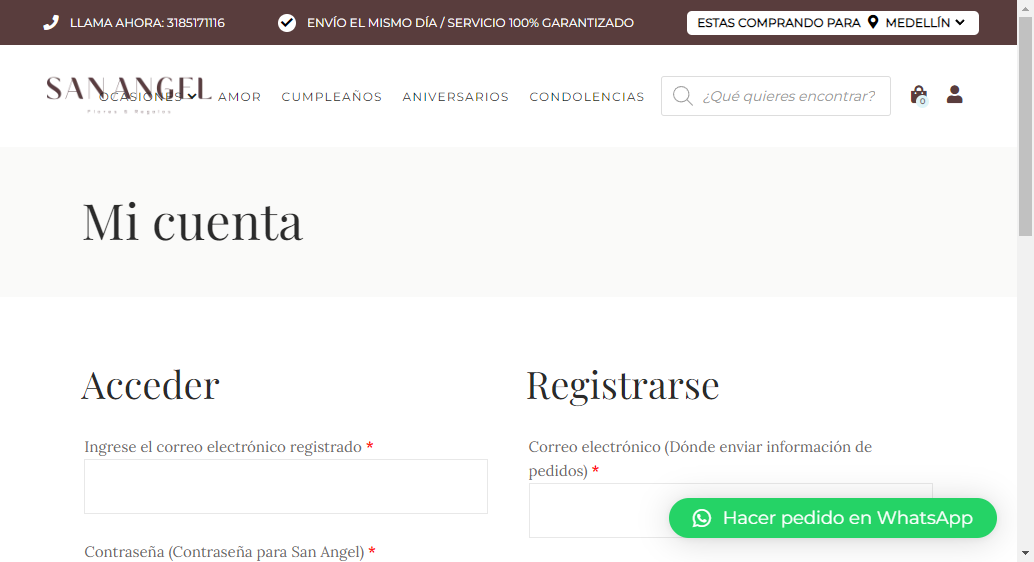 LLAMA AHORA: 3185171116
ENVÍO EL MISMO DÍA / SERVICIO 100% GARANTIZADO
ESTAS COMPRANDO PARA MEDELLÍN
SAN ANGEL
Flores & Regalos
OCASIONES AMOR CUMPLEAÑOS ANIVERSARIOS CONDOLENCIAS
¿Qué quieres encontrar?
0
Mi cuenta
Acceder
Ingrese el correo electrónico registrado *
Contraseña (Contraseña para San Angel) *
Registrarse
Correo electrónico (Dónde enviar información de
pedidos) *
Hacer pedido en WhatsApp